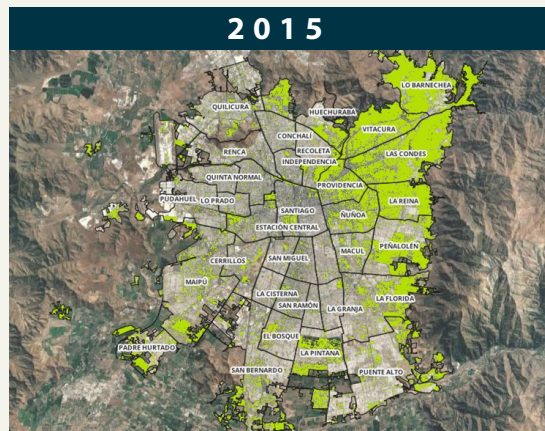 2015
LO BARNECHEA
QUILICURA
HUECHURABA
VITACURA
CONCHALÍ
RECOLETA
LAS CONDES
RENCA
INDEPENDENCIA
QUINTA NORMAL
PROVIDENCIA
PUDAHUEL
LO PRADO
LA REINA
SANTIAGO
ÑUÑOA
ESTACIÓN CENTRAL
PEÑALOLÉN
MACUL
CERRILLOS
SAN MIGUEL
MAIPÚ
LA CISTERNA
LA FLORIDA
SAN RAMÓN
LA GRANJA
EL BOSQUE
PADRE HURTADO
LA PINTANA
SAN BERNARDO
PUENTE ALTO